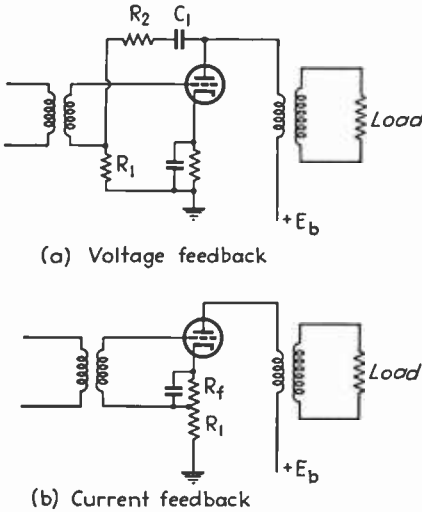 R2 C1
R1
Load
+Eb
(a) Voltage feedback
Rf
R1
Load
+Eb
(b) Current feedback